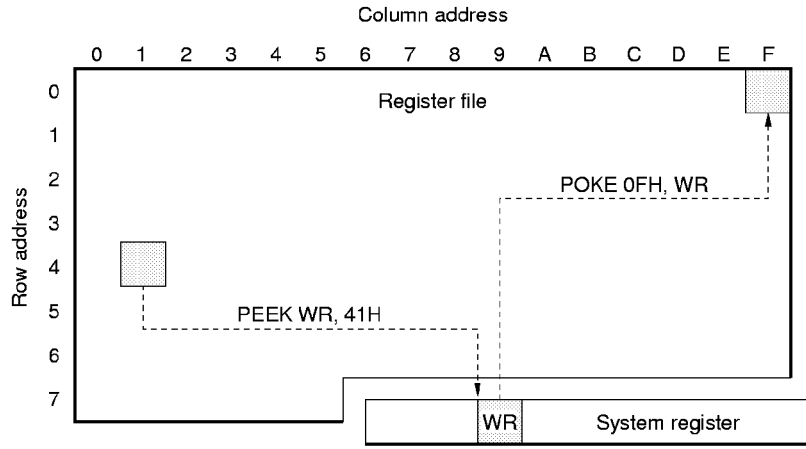 Column address
0 1 2 3 4 5 6 7 8 9 A B C D E F
0
Register file
1
2
POKE 0FH, WR
3
Row address
4
5
PEEK WR, 41H
6
7
WR
System register